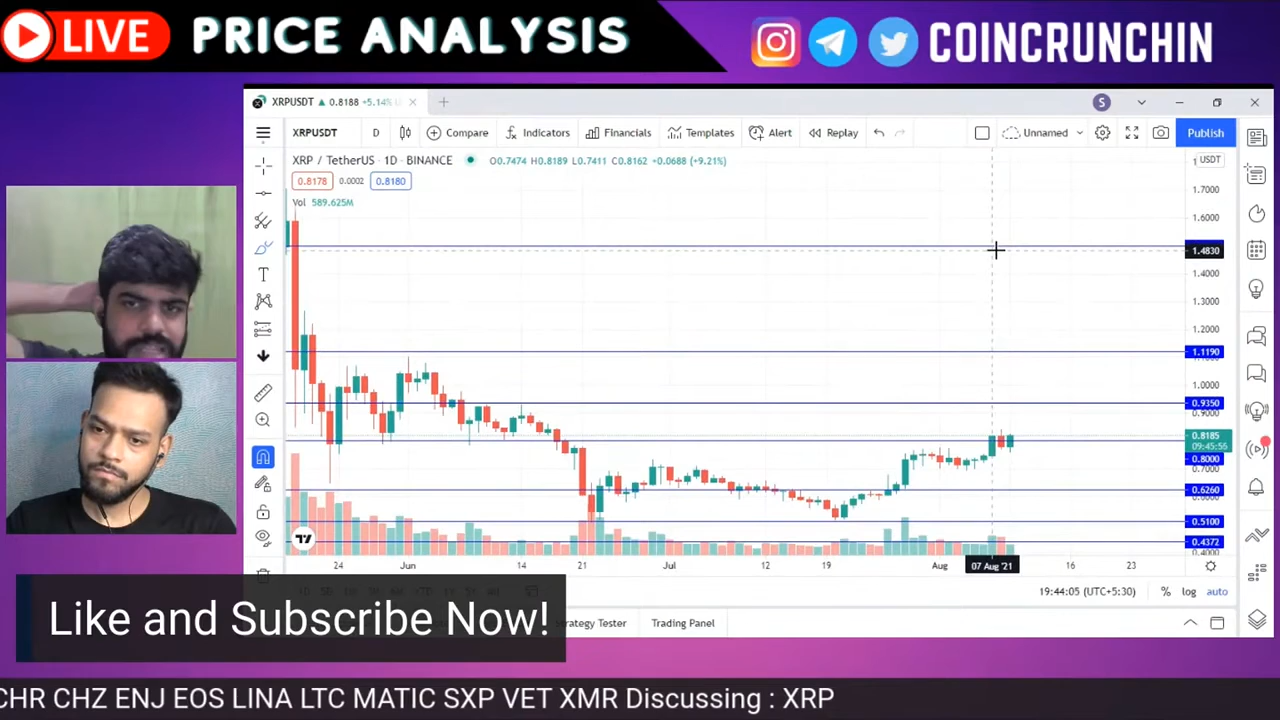 LIVE PRICE ANALYSIS COINCRUNCHIN
XRPUSDT 0.8188 +5.14%
S
XRPUSDT D Compare Indicators Financials Templates Alert Replay Unnamed Publish
XRP / TetherUS · 1D · BINANCE O0.7474 H0.8189 L0.7411 C0.8162 +0.0688 (+9.21%)
USDT
0.8178 0.0002 0.8180
1.7000
Vol 589.625M
1.6000
1.4830
1.4000
1.3000
1.2000
1.1190
1.0000
0.9350
0.9000
0.8185
09:45:55
0.8000
0.7000
0.6260
0.5100
0.4372
24 Jun 14 21 Jul 12 19 Aug 07 Aug '21 16 23
19:44:05 (UTC+5:30) % log auto
Like and Subscribe Now!
Tester Trading Panel
CHR CHZ ENJ EOS LINA LTC MATIC SXP VET XMR Discussing : XRP